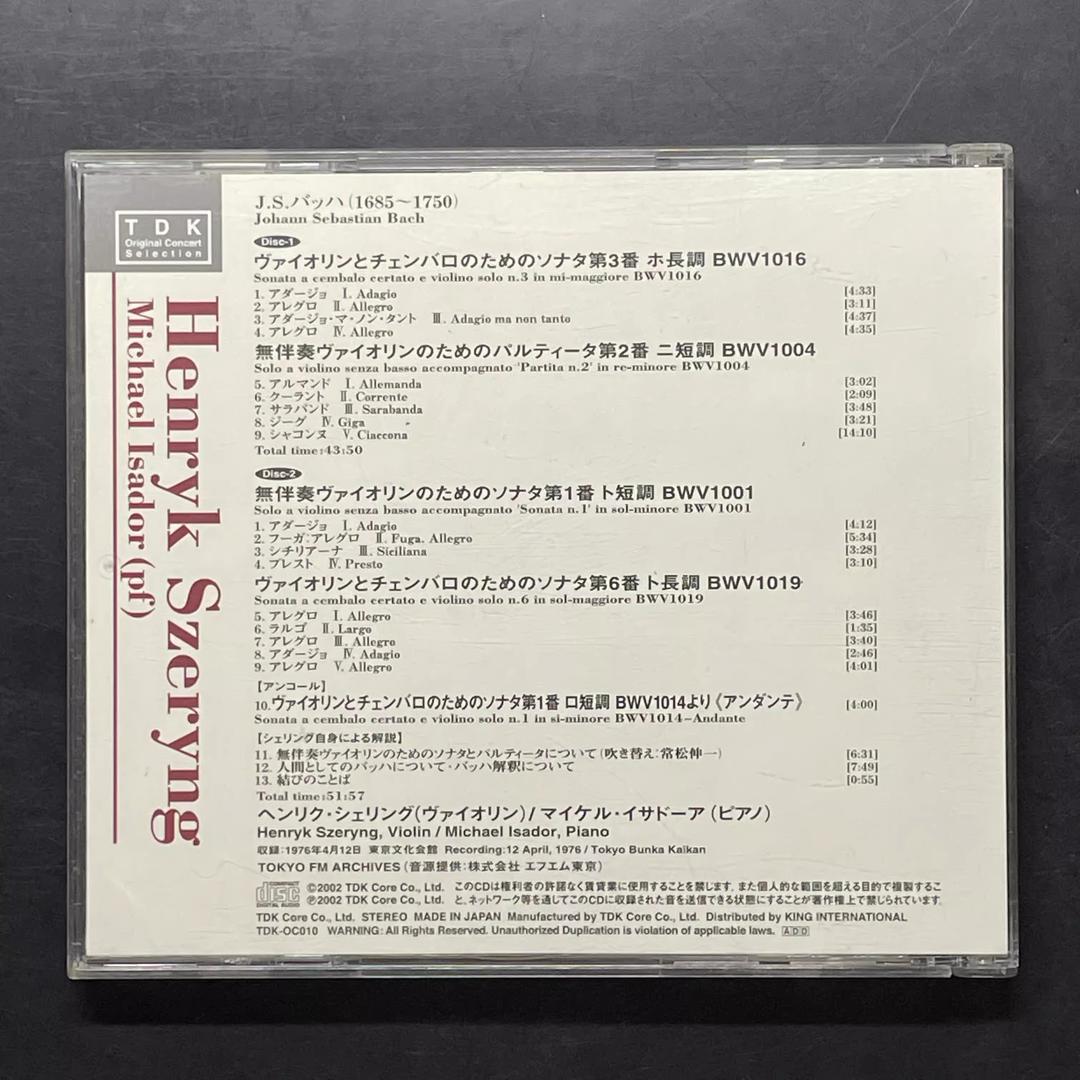 TDK
Original Concert
Selection
Henryk Szeryng
Michael Isador (pf)
J.S.バッハ(1685〜1750)
Johann Sebastian Bach
Disc-1
ヴァイオリンとチェンバロのためのソナタ第3番 ホ長調 BWV1016
Sonata a cembalo certato e violino solo n.3 in mi-maggiore BWV1016
1. アダージョ Ⅰ. Adagio [4:33]
2. アレグロ Ⅱ. Allegro [3:11]
3. アダージョ・マ・ノン・タント Ⅲ. Adagio ma non tanto [4:37]
4. アレグロ Ⅳ. Allegro [4:35]
無伴奏ヴァイオリンのためのパルティータ第2番 ニ短調 BWV1004
Solo a violino senza basso accompagnato 'Partita n.2' in re-minore BWV1004
5. アルマンド Ⅰ. Allemanda [3:02]
6. クーラント Ⅱ. Corrente [2:09]
7. サラバンド Ⅲ. Sarabanda [3:48]
8. ジーグ Ⅳ. Giga [3:21]
9. シャコンヌ Ⅴ. Ciaccona [14:10]
Total time:43:50
Disc-2
無伴奏ヴァイオリンのためのソナタ第1番 ト短調 BWV1001
Solo a violino senza basso accompagnato 'Sonata n.1' in sol-minore BWV1001
1. アダージョ Ⅰ. Adagio [4:12]
2. フーガ:アレグロ Ⅱ. Fuga. Allegro [5:34]
3. シチリアーナ Ⅲ. Siciliana [3:28]
4. プレスト Ⅳ. Presto [3:10]
ヴァイオリンとチェンバロのためのソナタ第6番 ト長調 BWV1019
Sonata a cembalo certato e violino solo n.6 in sol-maggiore BWV1019
5. アレグロ Ⅰ. Allegro [3:46]
6. ラルゴ Ⅱ. Largo [1:35]
7. アレグロ Ⅲ. Allegro [3:40]
8. アダージョ Ⅳ. Adagio [2:46]
9. アレグロ Ⅴ. Allegro [4:01]
【アンコール】
10.ヴァイオリンとチェンバロのためのソナタ第1番 ロ短調 BWV1014より《アンダンテ》 [4:00]
Sonata a cembalo certato e violino solo n.1 in si-minore BWV1014–Andante
【シェリング自身による解説】
11. 無伴奏ヴァイオリンのためのソナタとパルティータについて(吹き替え:常松伸一) [6:31]
12. 人間としてのバッハについて・バッハ解釈について [7:49]
13. 結びのことば [0:55]
Total time:51:57
ヘンリク・シェリング(ヴァイオリン)/マイケル・イサドーア(ピアノ)
Henryk Szeryng, Violin / Michael Isador, Piano
収録:1976年4月12日 東京文化会館 Recording:12 April, 1976 / Tokyo Bunka Kaikan
TOKYO FM ARCHIVES(音源提供:株式会社 エフエム東京)
COMPACT disc DIGITAL AUDIO
©2002 TDK Core Co., Ltd. このCDは権利者の許諾なく賃貸業に使用することを禁じます。また個人的な範囲を超える目的で複製するこ
℗2002 TDK Core Co., Ltd. と、ネットワーク等を通してこのCDに収録された音を送信できる状態にすることが著作権上で禁じられています。
TDK Core Co., Ltd. STEREO MADE IN JAPAN Manufactured by TDK Core Co., Ltd. Distributed by KING INTERNATIONAL
TDK-OC010 WARNING: All Rights Reserved. Unauthorized Duplication is violation of applicable laws. ADD